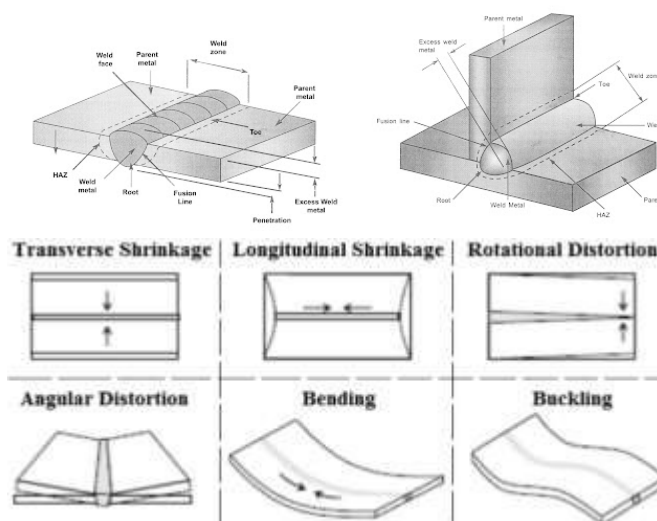 Weld
zone
Weld
face
Parent
metal
Parent
metal
Toe
HAZ
Weld
metal
Root
Fusion
Line
Excess Weld
metal
Penetration
Parent metal
Excess weld
metal
Weld zone
Toe
Fusion line
Root
Weld Metal
HAZ
Transverse Shrinkage
Longitudinal Shrinkage
Rotational Distortion
Angular Distortion
Bending
Buckling